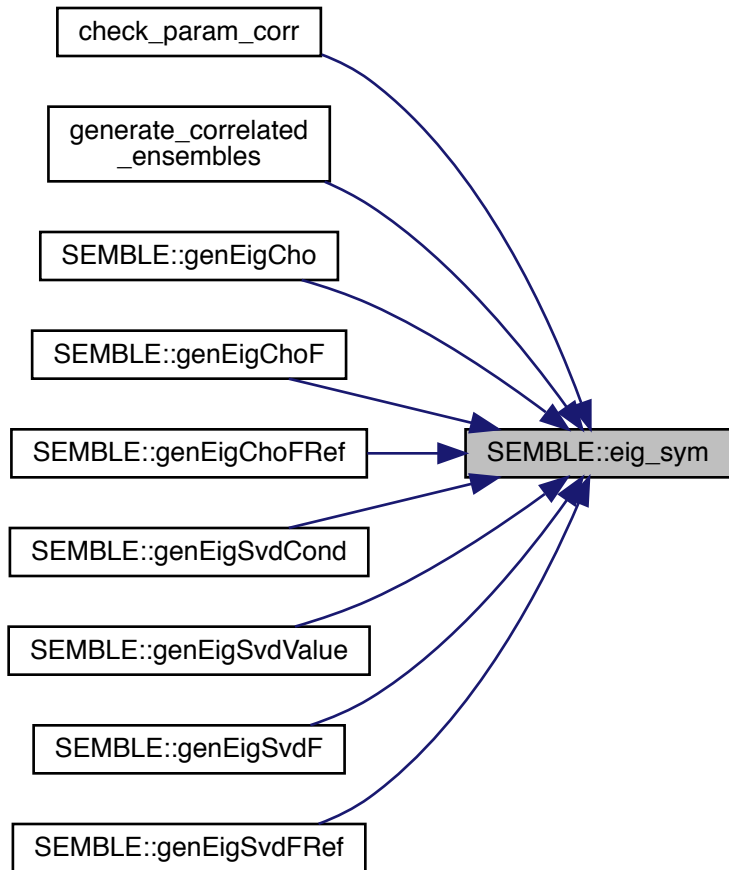 check_param_corr
generate_correlated
_ensembles
SEMBLE::genEigCho
SEMBLE::genEigChoF
SEMBLE::genEigChoFRef
SEMBLE::eig_sym
SEMBLE::genEigSvdCond
SEMBLE::genEigSvdValue
SEMBLE::genEigSvdF
SEMBLE::genEigSvdFRef